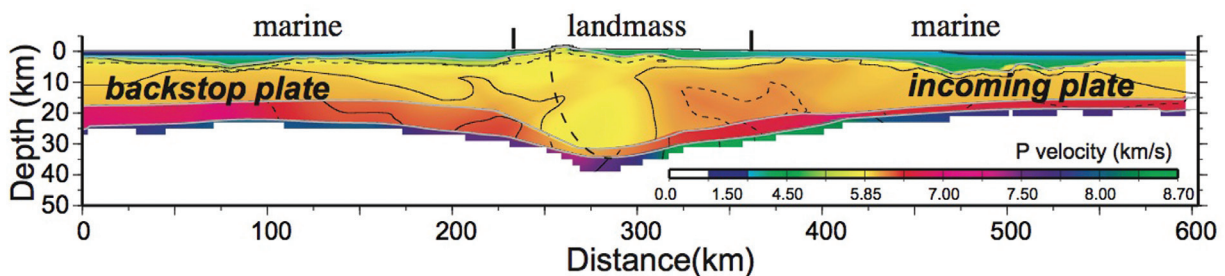 marine landmass marine
0
10
20
30
40
50
Depth (km)
backstop plate
incoming plate
P velocity (km/s)
0.0 1.50 4.50 5.85 7.00 7.50 8.00 8.70
0 100 200 250 300 400 500 600
Distance(km)